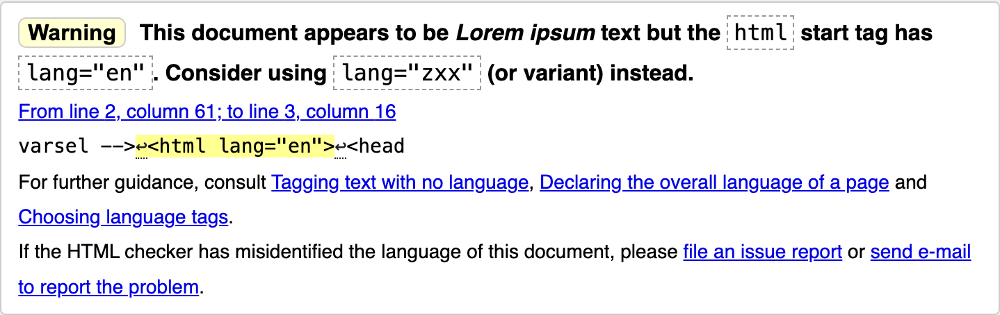 Warning This document appears to be Lorem ipsum text but the html start tag has
lang="en". Consider using lang="zxx" (or variant) instead.
From line 2, column 61; to line 3, column 16
varsel -->↩<html lang="en">↩<head
For further guidance, consult Tagging text with no language, Declaring the overall language of a page and
Choosing language tags.
If the HTML checker has misidentified the language of this document, please file an issue report or send e-mail
to report the problem.